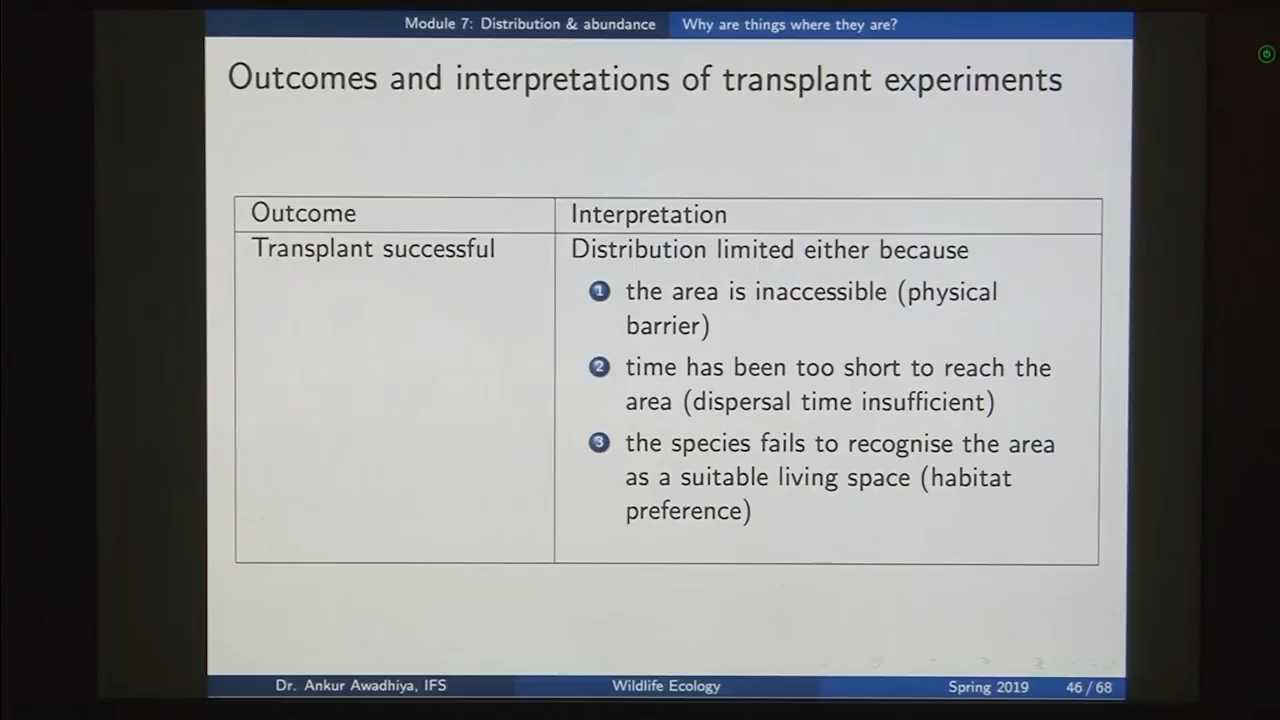 Module 7: Distribution & abundance Why are things where they are?
Outcomes and interpretations of transplant experiments
Outcome Interpretation
Transplant successful Distribution limited either because
1 the area is inaccessible (physical
barrier)
2 time has been too short to reach the
area (dispersal time insufficient)
3 the species fails to recognise the area
as a suitable living space (habitat
preference)
Dr. Ankur Awadhiya, IFS Wildlife Ecology Spring 2019 46 / 68